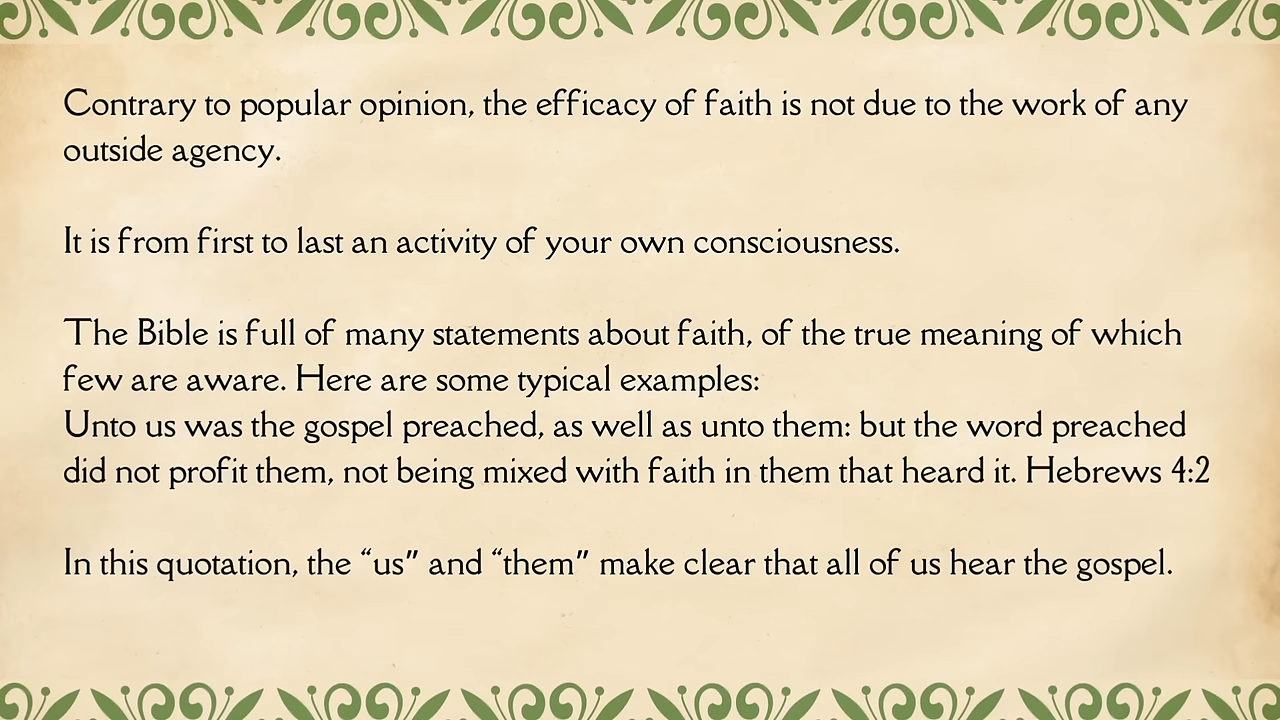 Contrary to popular opinion, the efficacy of faith is not due to the work of any
outside agency.
It is from first to last an activity of your own consciousness.
The Bible is full of many statements about faith, of the true meaning of which
few are aware. Here are some typical examples:
Unto us was the gospel preached, as well as unto them: but the word preached
did not profit them, not being mixed with faith in them that heard it. Hebrews 4:2
In this quotation, the “us” and “them” make clear that all of us hear the gospel.